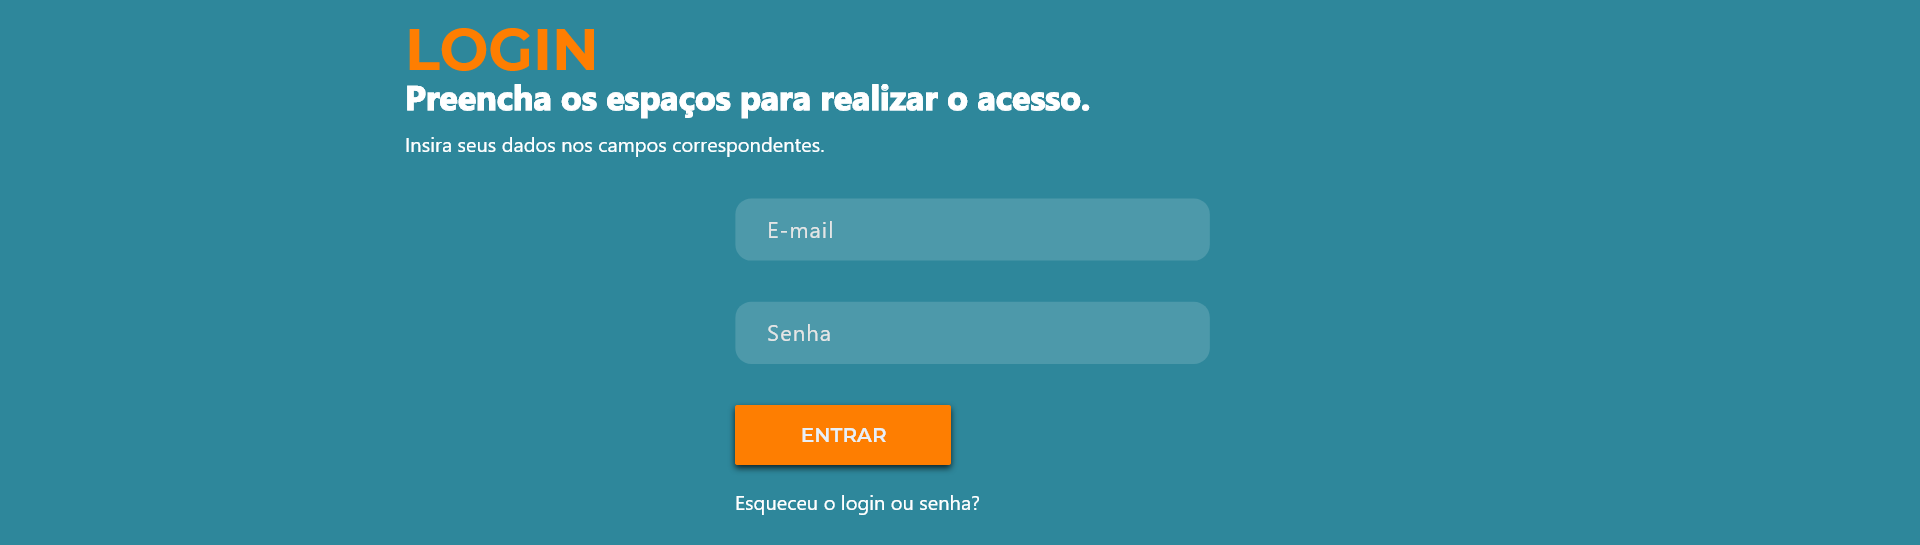 LOGIN
Preencha os espaços para realizar o acesso.
Insira seus dados nos campos correspondentes.
E-mail
Senha
ENTRAR
Esqueceu o login ou senha?